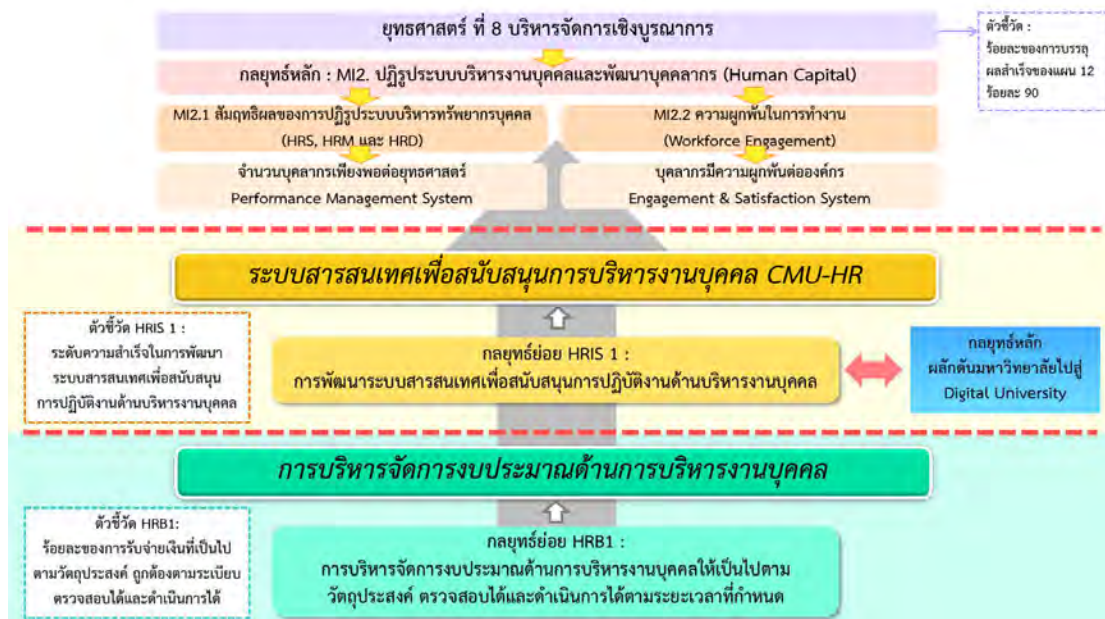 ยุทธศาสตร์ ที่ 8 บริหารจัดการเชิงบูรณาการ
ตัวชี้วัด :
ร้อยละของการบรรลุ
ผลสำเร็จของแผน 12
ร้อยละ 90
กลยุทธ์หลัก : MI2. ปฏิรูประบบบริหารงานบุคคลและพัฒนาบุคคลากร (Human Capital)
MI2.1 สัมฤทธิผลของการปฏิรูประบบบริหารทรัพยากรบุคคล
(HRS, HRM และ HRD)
MI2.2 ความผูกพันในการทำงาน
(Workforce Engagement)
จำนวนบุคลากรเพียงพอต่อยุทธศาสตร์
Performance Management System
บุคลากรมีความผูกพันต่อองค์กร
Engagement & Satisfaction System
ระบบสารสนเทศเพื่อสนับสนุนการบริหารงานบุคคล CMU-HR
ตัวชี้วัด HRIS 1 :
ระดับความสำเร็จในการพัฒนา
ระบบสารสนเทศเพื่อสนับสนุน
การปฏิบัติงานด้านบริหารงานบุคคล
กลยุทธ์ย่อย HRIS 1 :
การพัฒนาระบบสารสนเทศเพื่อสนับสนุนการปฏิบัติงานด้านบริหารงานบุคคล
กลยุทธ์หลัก
ผลักดันมหาวิทยาลัยไปสู่
Digital University
การบริหารจัดการงบประมาณด้านการบริหารงานบุคคล
ตัวชี้วัด HRB1:
ร้อยละของการรับจ่ายเงินที่เป็นไป
ตามวัตถุประสงค์ ถูกต้องตามระเบียบ
ตรวจสอบได้และดำเนินการได้
กลยุทธ์ย่อย HRB1 :
การบริหารจัดการงบประมาณด้านการบริหารงานบุคคลให้เป็นไปตาม
วัตถุประสงค์ ตรวจสอบได้และดำเนินการได้ตามระยะเวลาที่กำหนด